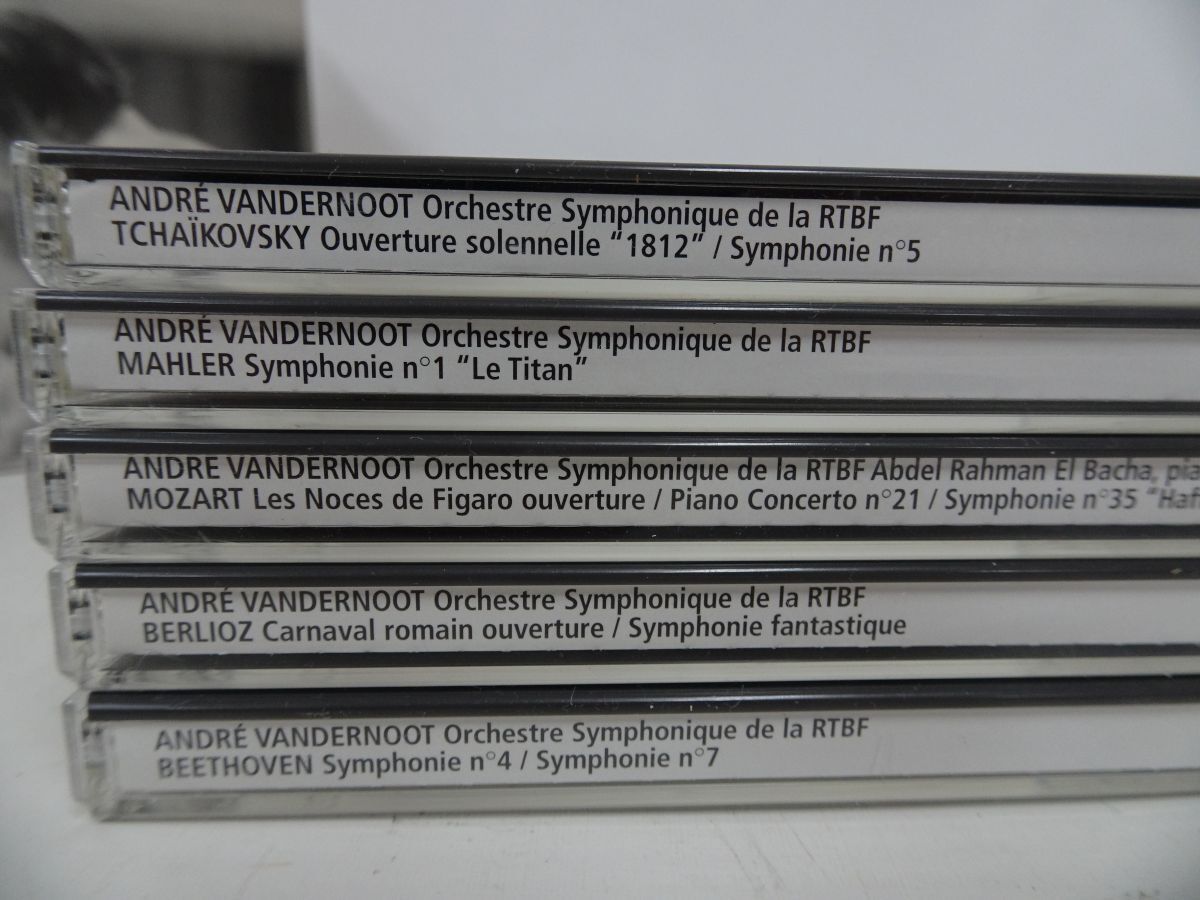 ANDRÉ VANDERNOOT Orchestre Symphonique de la RTBF
TCHAÏKOVSKY Ouverture solennelle “1812” / Symphonie n°5
ANDRÉ VANDERNOOT Orchestre Symphonique de la RTBF
MAHLER Symphonie n°1 “Le Titan”
ANDRÉ VANDERNOOT Orchestre Symphonique de la RTBF Abdel Rahman El Bacha,
MOZART Les Noces de Figaro ouverture / Piano Concerto n°21 / Symphonie n°35
ANDRÉ VANDERNOOT Orchestre Symphonique de la RTBF
BERLIOZ Carnaval romain ouverture / Symphonie fantastique
ANDRÉ VANDERNOOT Orchestre Symphonique de la RTBF
BEETHOVEN Symphonie n°4 / Symphonie n°7